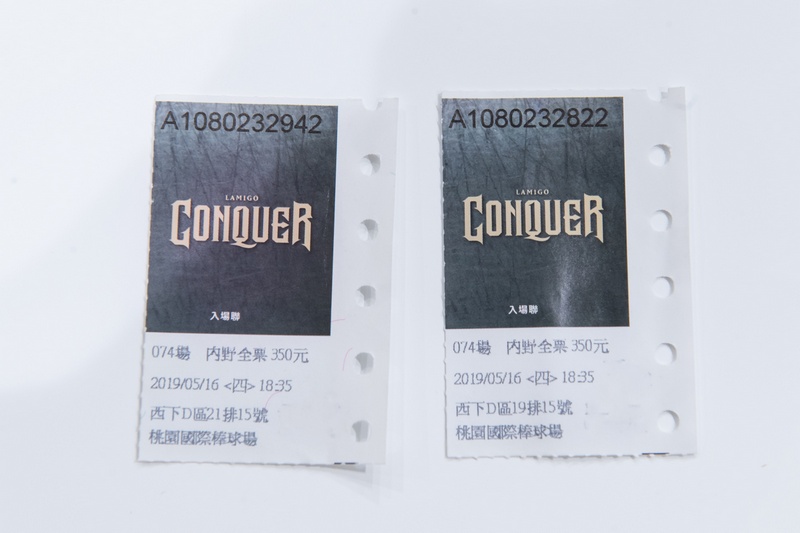 A1080232942
LAMIGO
CONQUER
入場聯
074場 內野全票 350元
2019/05/16 <四> 18:35
西下D區21排15號
桃園國際棒球場
A1080232822
LAMIGO
CONQUER
入場聯
074場 內野全票 350元
2019/05/16 <四> 18:35
西下D區19排15號
桃園國際棒球場